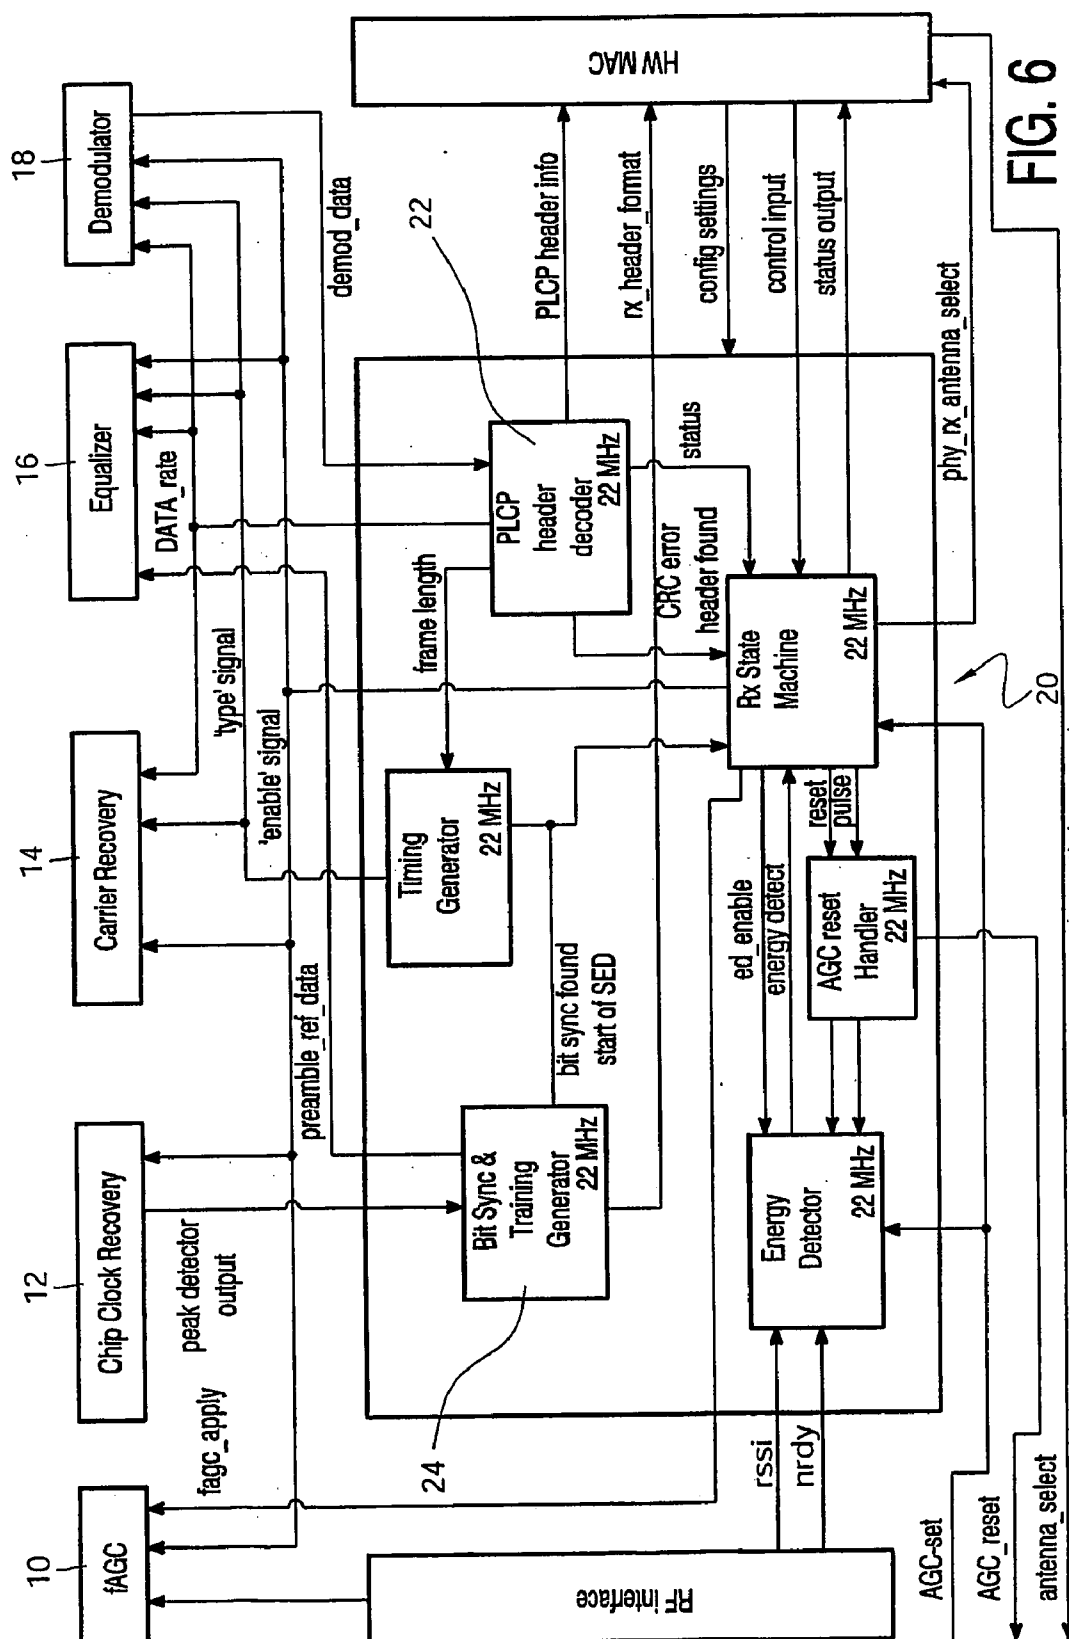 10
fAGC
12
Chip Clock Recovery
14
Carrier Recovery
16
Equalizer
18
Demodulator
fagc_apply
peak detector
output
preamble_ref_data
'type' signal
'enable' signal
DATA_rate
demod_data
24
Bit Sync &
Training
Generator
22 MHz
bit sync found
start of SED
Timing
Generator
22 MHz
frame length
PLCP
header
decoder
22 MHz
22
status
CRC error
header found
PLCP header info
rx_header_format
config settings
control input
status output
phy_rx_antenna_select
HW MAC
RF interface
rssi
nrdy
Energy
Detector
22 MHz
ed_enable
energy detect
AGC reset
Handler
22 MHz
reset
pulse
Rx State
Machine
22 MHz
20
AGC-set
AGC_reset
antenna_select
FIG. 6